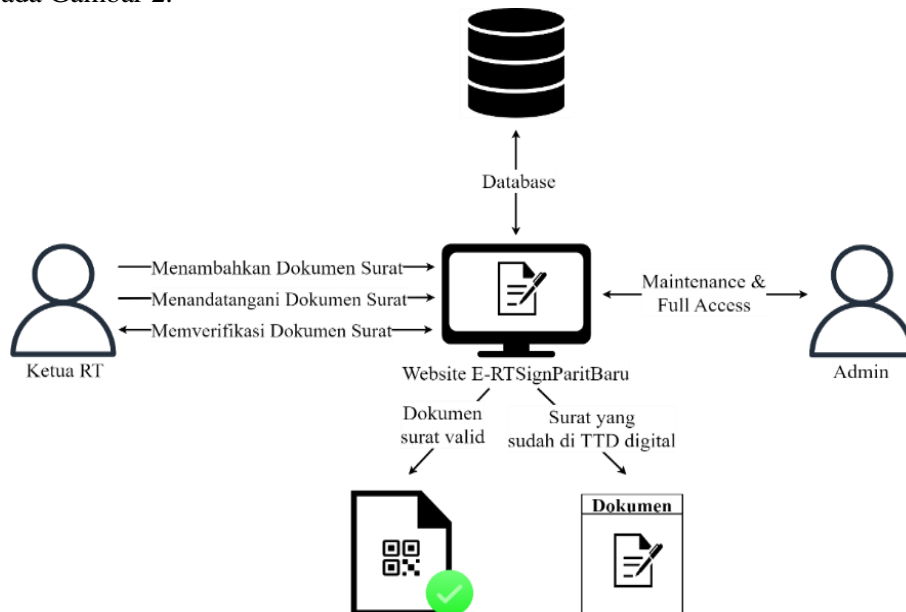 ada Gambar 2.
Database
Menambahkan Dokumen Surat
Menandatangani Dokumen Surat
Memverifikasi Dokumen Surat
Maintenance &
Full Access
Ketua RT
Website E-RTSignParitBaru
Admin
Dokumen
surat valid
Surat yang
sudah di TTD digital
Dokumen